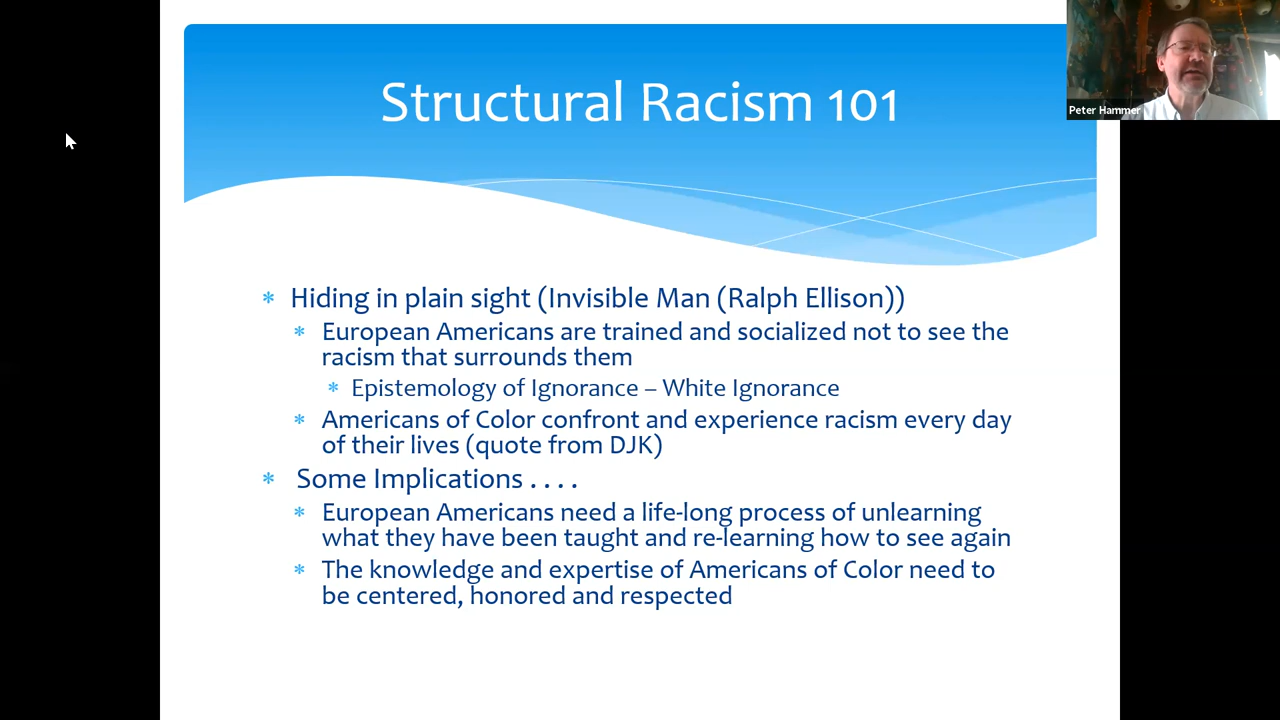 Structural Racism 101
Peter Hammer
* Hiding in plain sight (Invisible Man (Ralph Ellison))
* European Americans are trained and socialized not to see the
racism that surrounds them
* Epistemology of Ignorance – White Ignorance
* Americans of Color confront and experience racism every day
of their lives (quote from DJK)
* Some Implications . . . .
* European Americans need a life-long process of unlearning
what they have been taught and re-learning how to see again
* The knowledge and expertise of Americans of Color need to
be centered, honored and respected